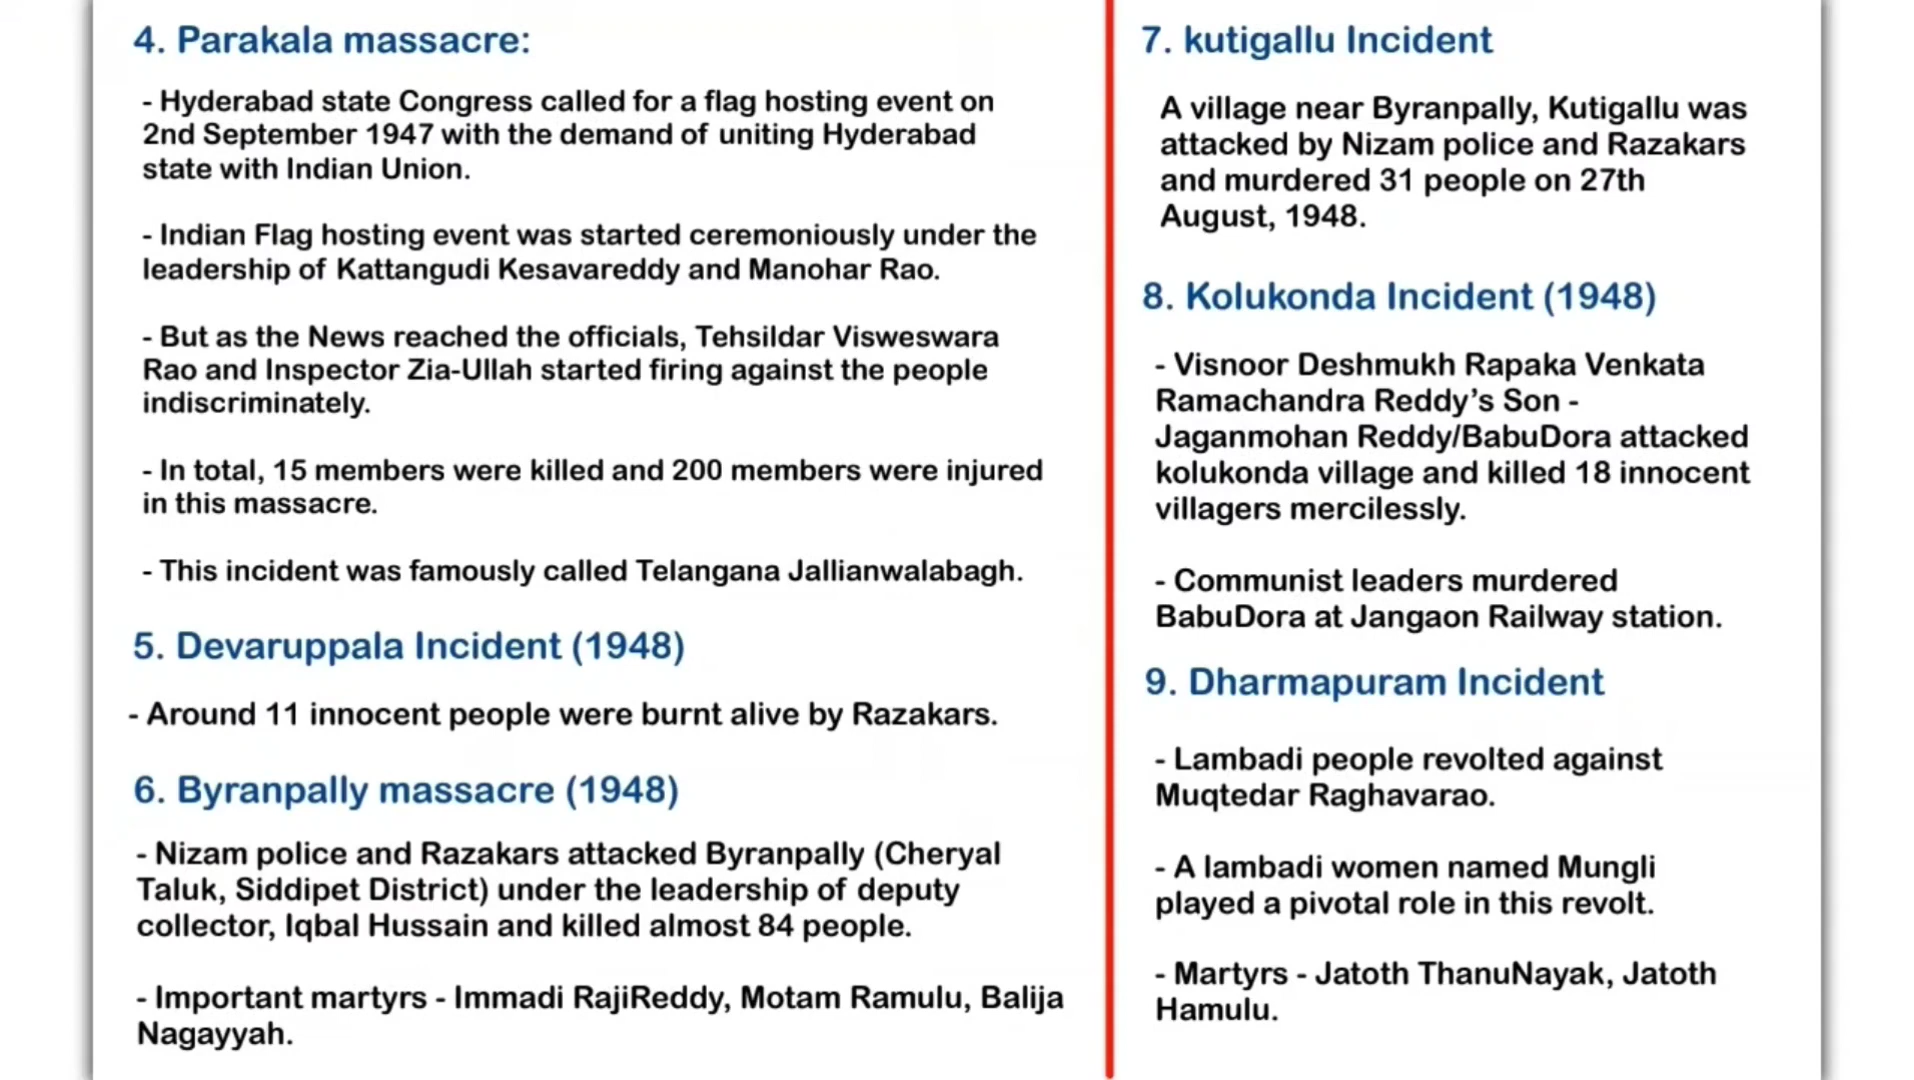 4. Parakala massacre:
- Hyderabad state Congress called for a flag hosting event on
2nd September 1947 with the demand of uniting Hyderabad
state with Indian Union.
- Indian Flag hosting event was started ceremoniously under the
leadership of Kattangudi Kesavareddy and Manohar Rao.
- But as the News reached the officials, Tehsildar Visweswara
Rao and Inspector Zia-Ullah started firing against the people
indiscriminately.
- In total, 15 members were killed and 200 members were injured
in this massacre.
- This incident was famously called Telangana Jallianwalabagh.
5. Devaruppala Incident (1948)
- Around 11 innocent people were burnt alive by Razakars.
6. Byranpally massacre (1948)
- Nizam police and Razakars attacked Byranpally (Cheryal
Taluk, Siddipet District) under the leadership of deputy
collector, Iqbal Hussain and killed almost 84 people.
- Important martyrs - Immadi RajiReddy, Motam Ramulu, Balija
Nagayyah.
7. kutigallu Incident
A village near Byranpally, Kutigallu was
attacked by Nizam police and Razakars
and murdered 31 people on 27th
August, 1948.
8. Kolukonda Incident (1948)
- Visnoor Deshmukh Rapaka Venkata
Ramachandra Reddy’s Son -
Jaganmohan Reddy/BabuDora attacked
kolukonda village and killed 18 innocent
villagers mercilessly.
- Communist leaders murdered
BabuDora at Jangaon Railway station.
9. Dharmapuram Incident
- Lambadi people revolted against
Muqtedar Raghavarao.
- A lambadi women named Mungli
played a pivotal role in this revolt.
- Martyrs - Jatoth ThanuNayak, Jatoth
Hamulu.